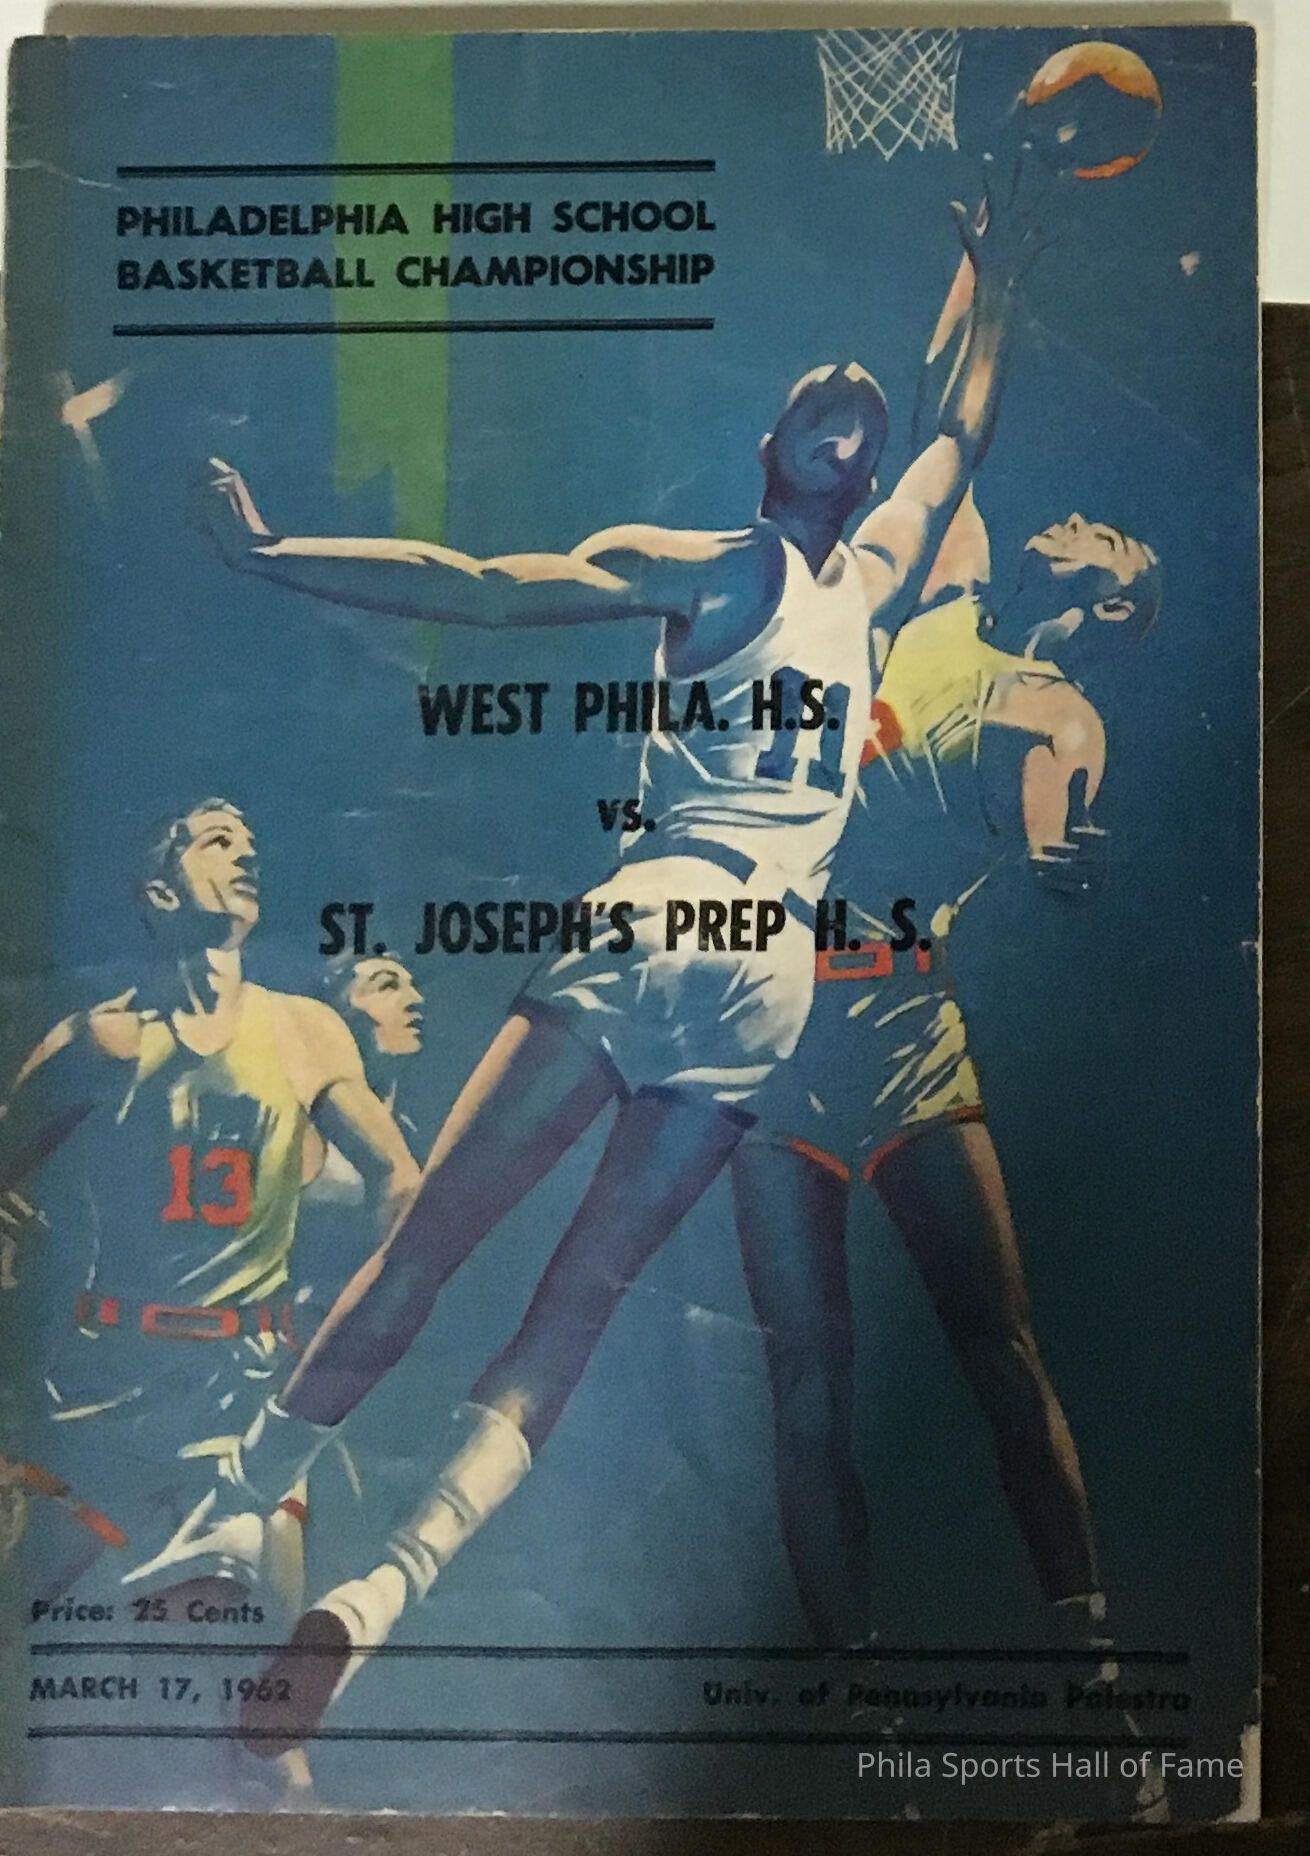 PHILADELPHIA HIGH SCHOOL
BASKETBALL CHAMPIONSHIP
WEST PHILA. H.S.
11
vs.
ST. JOSEPH'S PREP H. S.
13
Price: 25 Cents
MARCH 17, 1962
Univ. of Pennsylvania Palestra
Phila Sports Hall of Fame